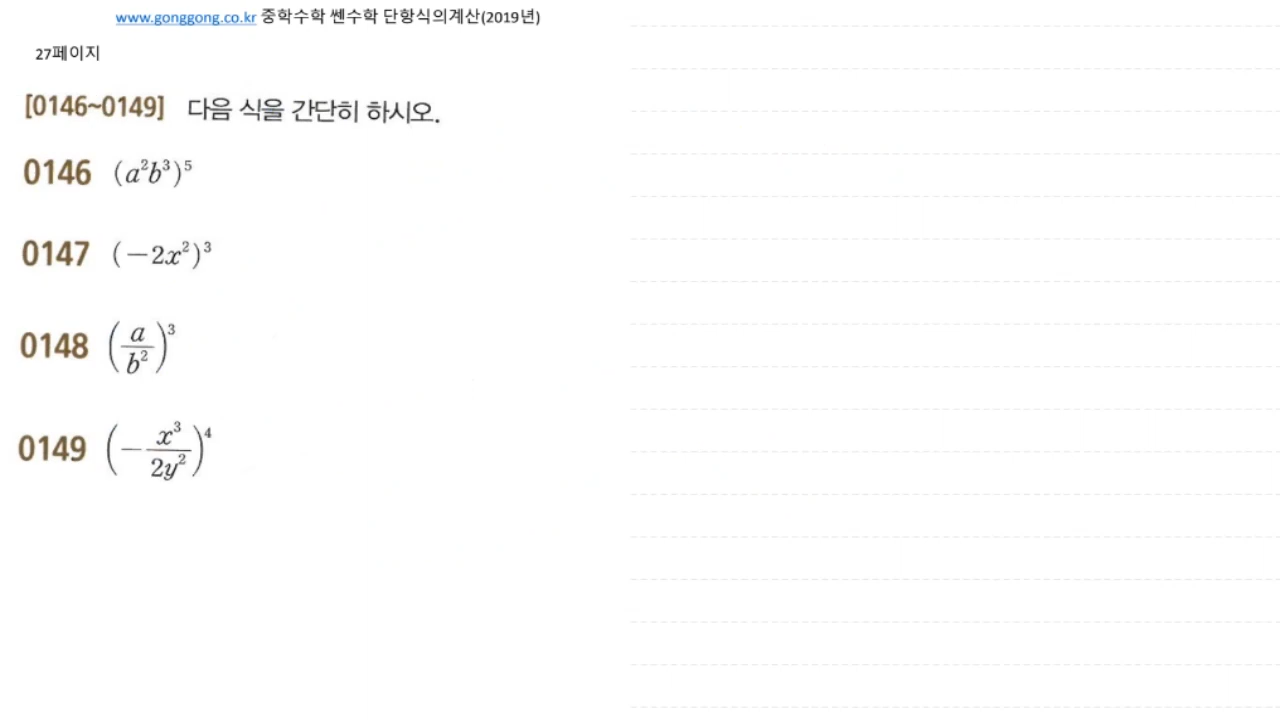 www.gonggong.co.kr 중학수학 쎈수학 단항식의계산(2019년)
27페이지
[0146~0149] 다음 식을 간단히 하시오.
0146 (a²b³)⁵
0147 (−2x²)³
0148 (a/b²)³
0149 (−x³/2y²)⁴